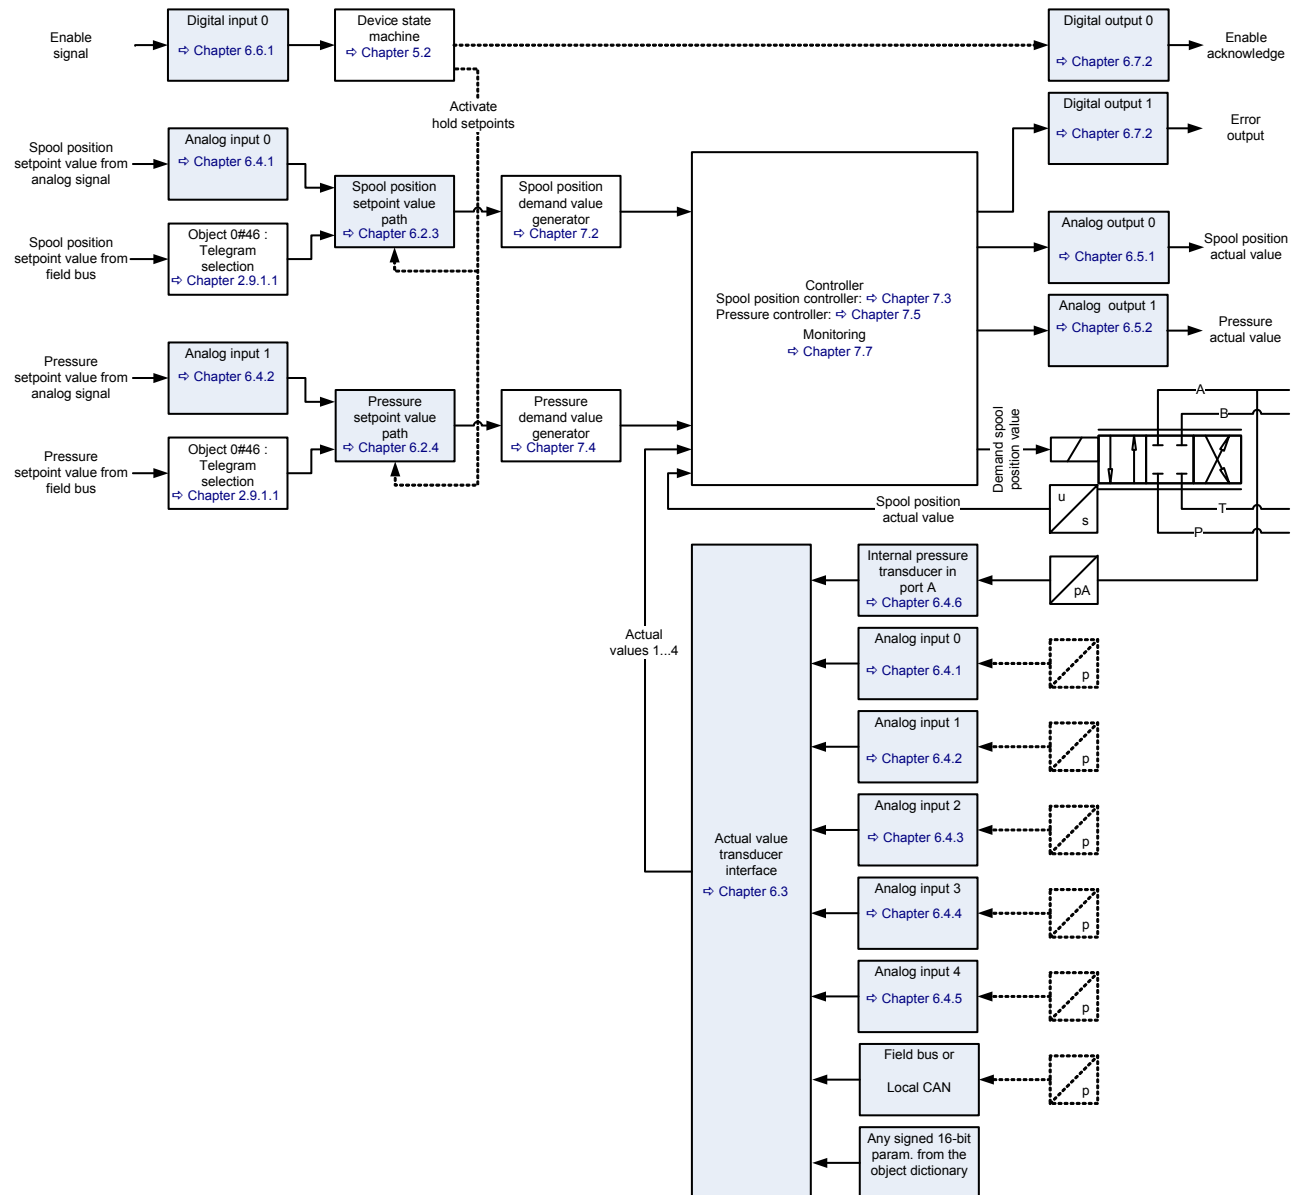 Enable
signal
Digital input 0
⇨ Chapter 6.6.1
Device state
machine
⇨ Chapter 5.2
Digital output 0
⇨ Chapter 6.7.2
Enable
acknowledge
Activate
hold setpoints
Digital output 1
⇨ Chapter 6.7.2
Error
output
Spool position
setpoint value from
analog signal
Analog input 0
⇨ Chapter 6.4.1
Spool position
setpoint value
path
⇨ Chapter 6.2.3
Spool position
demand value
generator
⇨ Chapter 7.2
Spool position
setpoint value from
field bus
Object 0#46 :
Telegram
selection
⇨ Chapter 2.9.1.1
Analog output 0
⇨ Chapter 6.5.1
Spool position
actual value
Controller
Spool position controller: ⇨ Chapter 7.3
Pressure controller: ⇨ Chapter 7.5
Monitoring
⇨ Chapter 7.7
Analog output 1
⇨ Chapter 6.5.2
Pressure
actual value
Pressure
setpoint value from
analog signal
Analog input 1
⇨ Chapter 6.4.2
Pressure
setpoint value
path
⇨ Chapter 6.2.4
Pressure
demand value
generator
⇨ Chapter 7.4
Pressure
setpoint value from
field bus
Object 0#46 :
Telegram
selection
⇨ Chapter 2.9.1.1
Demand spool
position value
A
B
T
P
u
s
Spool position
actual value
Internal pressure
transducer in
port A
⇨ Chapter 6.4.6
pA
Actual
values 1...4
Analog input 0
⇨ Chapter 6.4.1
p
Analog input 1
⇨ Chapter 6.4.2
p
Analog input 2
⇨ Chapter 6.4.3
p
Actual value
transducer
interface
⇨ Chapter 6.3
Analog input 3
⇨ Chapter 6.4.4
p
Analog input 4
⇨ Chapter 6.4.5
p
Field bus or
Local CAN
p
Any signed 16-bit
param. from the
object dictionary